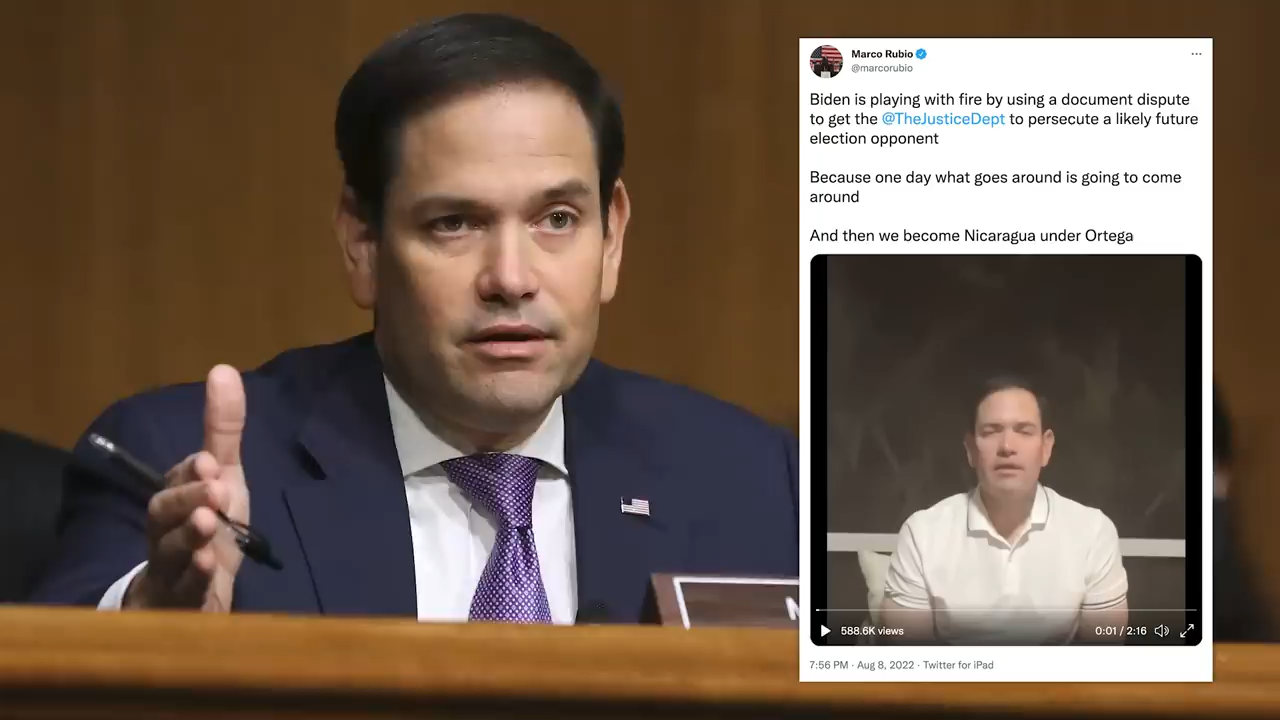 Marco Rubio
@marcorubio
Biden is playing with fire by using a document dispute
to get the @TheJusticeDept to persecute a likely future
election opponent
Because one day what goes around is going to come
around
And then we become Nicaragua under Ortega
588.6K views
0:01 / 2:16
7:56 PM · Aug 8, 2022 · Twitter for iPad